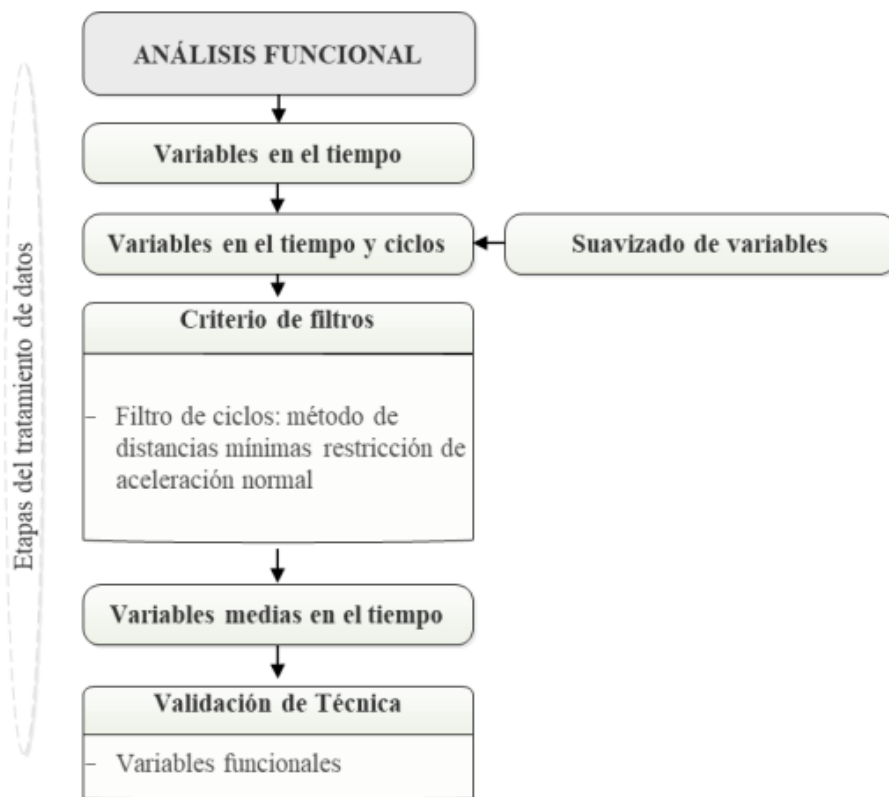 ANÁLISIS FUNCIONAL
Variables en el tiempo
Variables en el tiempo y ciclos
Suavizado de variables
Criterio de filtros
– Filtro de ciclos: método de
distancias mínimas restricción de
aceleración normal
Variables medias en el tiempo
Validación de Técnica
– Variables funcionales
Etapas del tratamiento de datos